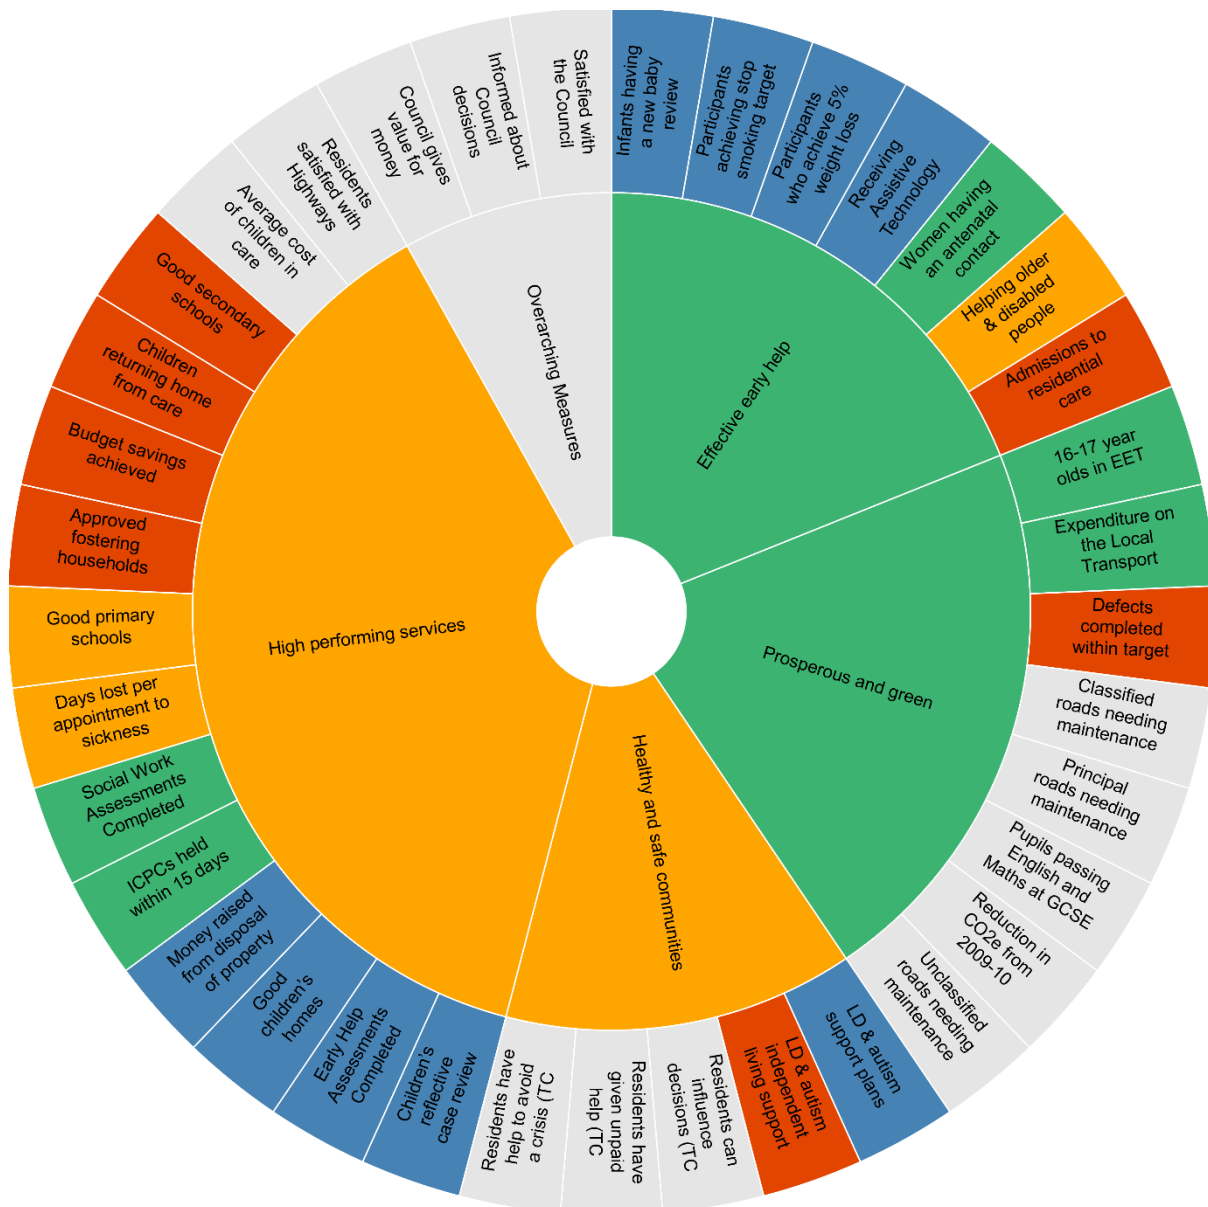 Infants having
a new baby
review
Participants
achieving stop
smoking target
Participants
who achieve 5%
weight loss
Receiving
Assistive
Technology
Women having
an antenatal
contact
Helping older
& disabled
people
Admissions to
residential
care
16-17 year
olds in EET
Expenditure on
the Local
Transport
Defects
completed
within target
Classified
roads needing
maintenance
Principal
roads needing
maintenance
Pupils passing
English and
Maths at GCSE
Reduction in
CO2e from
2009-10
Unclassified
roads needing
maintenance
LD & autism
support plans
LD & autism
independent
living support
Residents can
influence
decisions (TC
Residents have
given unpaid
help (TC
Residents have
help to avoid
a crisis (TC
Children's
reflective
case review
Early Help
Assessments
Completed
Good
children's
homes
Money raised
from disposal
of property
ICPCs held
within 15 days
Social Work
Assessments
Completed
Days lost per
appointment to
sickness
Good primary
schools
Approved
fostering
households
Budget savings
achieved
Children
returning home
from care
Good secondary
schools
Average cost
of children in
care
Residents
satisfied with
Highways
Council gives
value for
money
Informed about
Council
decisions
Satisfied with
the Council
Effective early help
Prosperous and green
Healthy and safe communities
High performing services
Overarching Measures